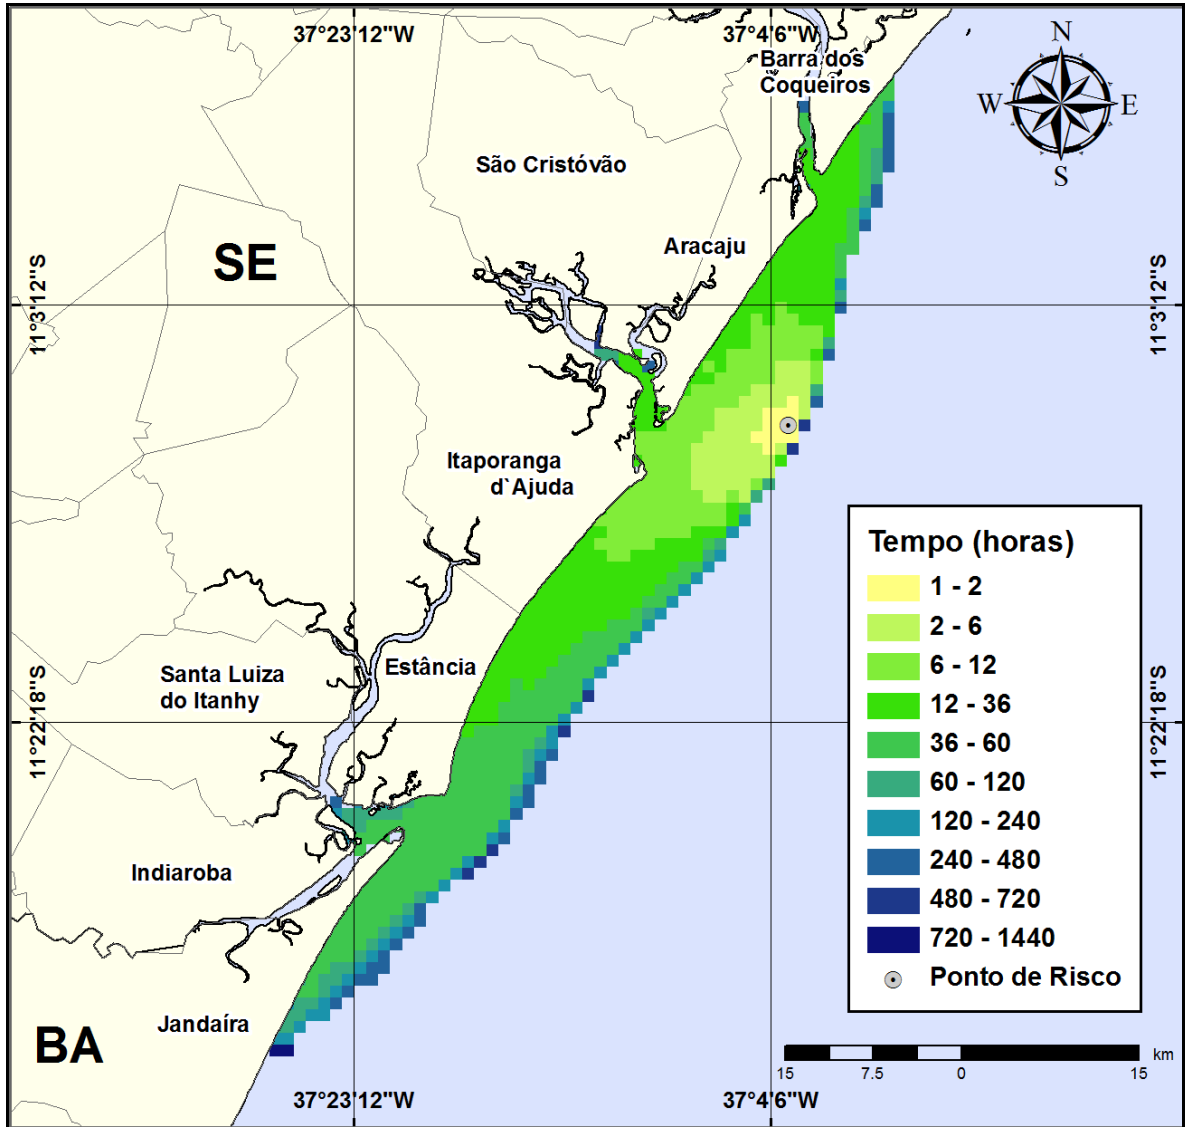 37°23'12"W
37°4'6"W
Barra dos
Coqueiros
N
W
E
S
São Cristóvão
Aracaju
SE
11°3'12"S
11°3'12"S
Itaporanga
d`Ajuda
Tempo (horas)
1 - 2
2 - 6
6 - 12
12 - 36
36 - 60
60 - 120
120 - 240
240 - 480
480 - 720
720 - 1440
Ponto de Risco
Estância
Santa Luiza
do Itanhy
11°22'18"S
11°22'18"S
Indiaroba
Jandaíra
BA
15
7.5
0
15
km
37°23'12"W
37°4'6"W